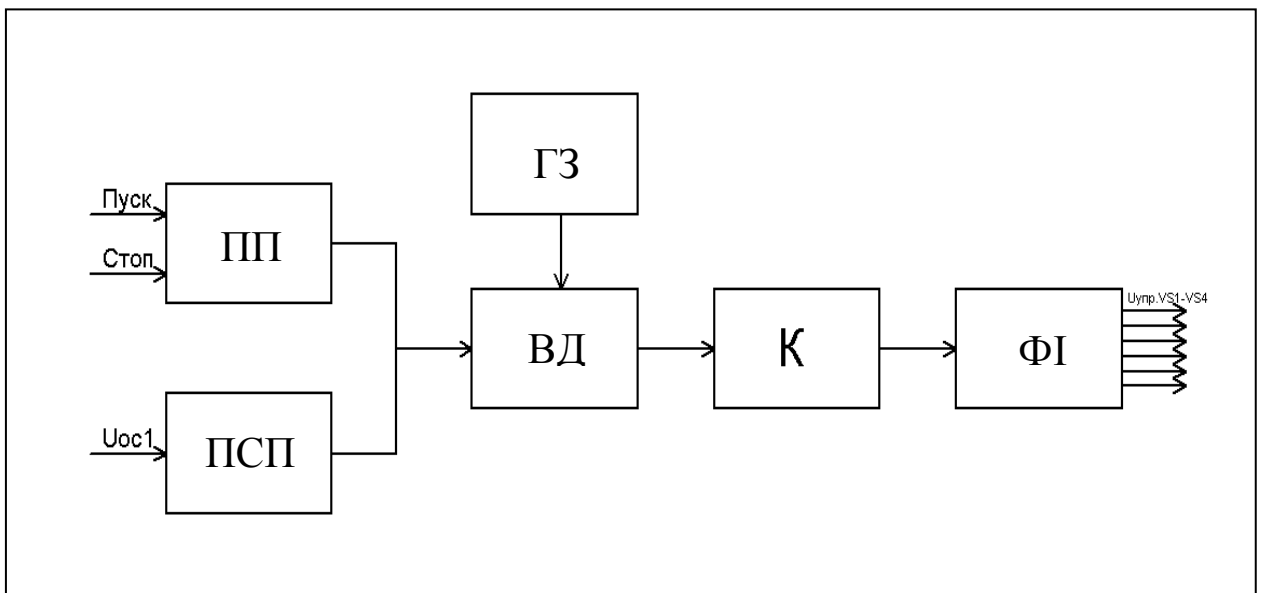 ГЗ
Пуск
ПП
Стоп
Uупр.VS1-VS4
ВД
К
ФІ
Uос1
ПСП